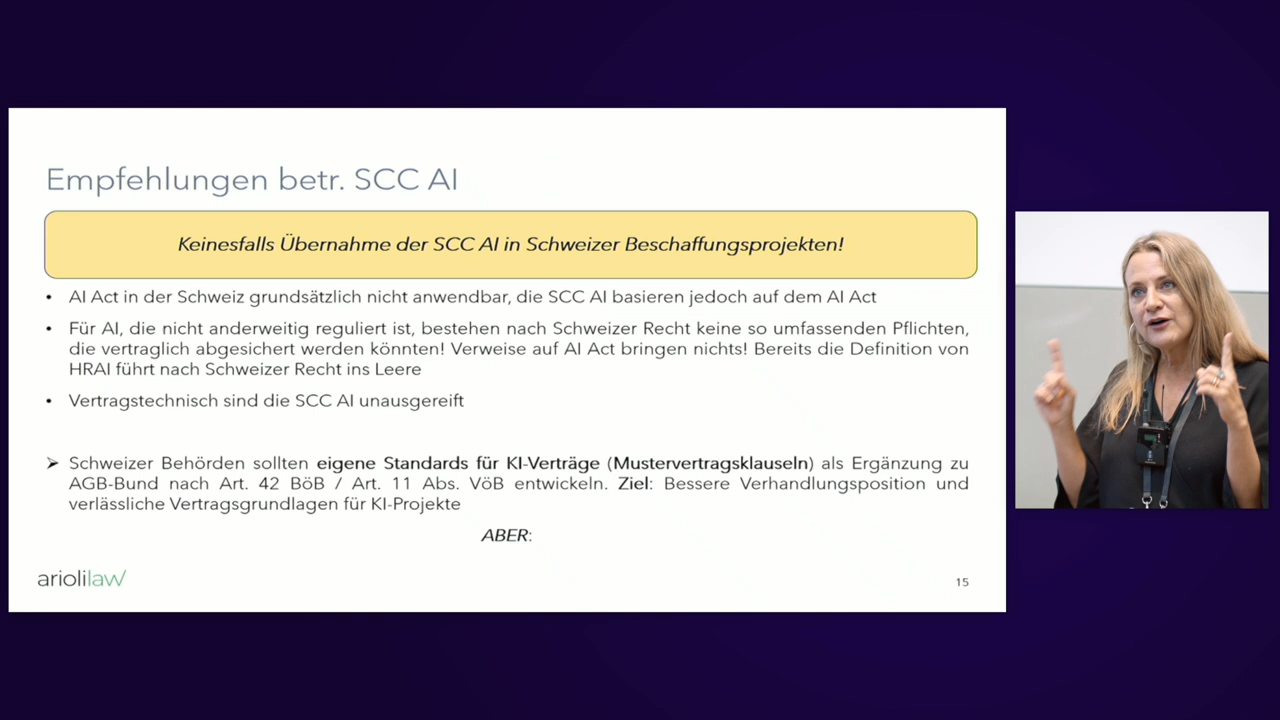 Empfehlungen betr. SCC AI
Keinesfalls Übernahme der SCC AI in Schweizer Beschaffungsprojekten!
• AI Act in der Schweiz grundsätzlich nicht anwendbar, die SCC AI basieren jedoch auf dem AI Act
• Für AI, die nicht anderweitig reguliert ist, bestehen nach Schweizer Recht keine so umfassenden Pflichten,
die vertraglich abgesichert werden könnten! Verweise auf AI Act bringen nichts! Bereits die Definition von
HRAI führt nach Schweizer Recht ins Leere
• Vertragstechnisch sind die SCC AI unausgereift
➢ Schweizer Behörden sollten eigene Standards für KI-Verträge (Mustervertragsklauseln) als Ergänzung zu
AGB-Bund nach Art. 42 BöB / Art. 11 Abs. VöB entwickeln. Ziel: Bessere Verhandlungsposition und
verlässliche Vertragsgrundlagen für KI-Projekte
ABER:
ariolilaw
15